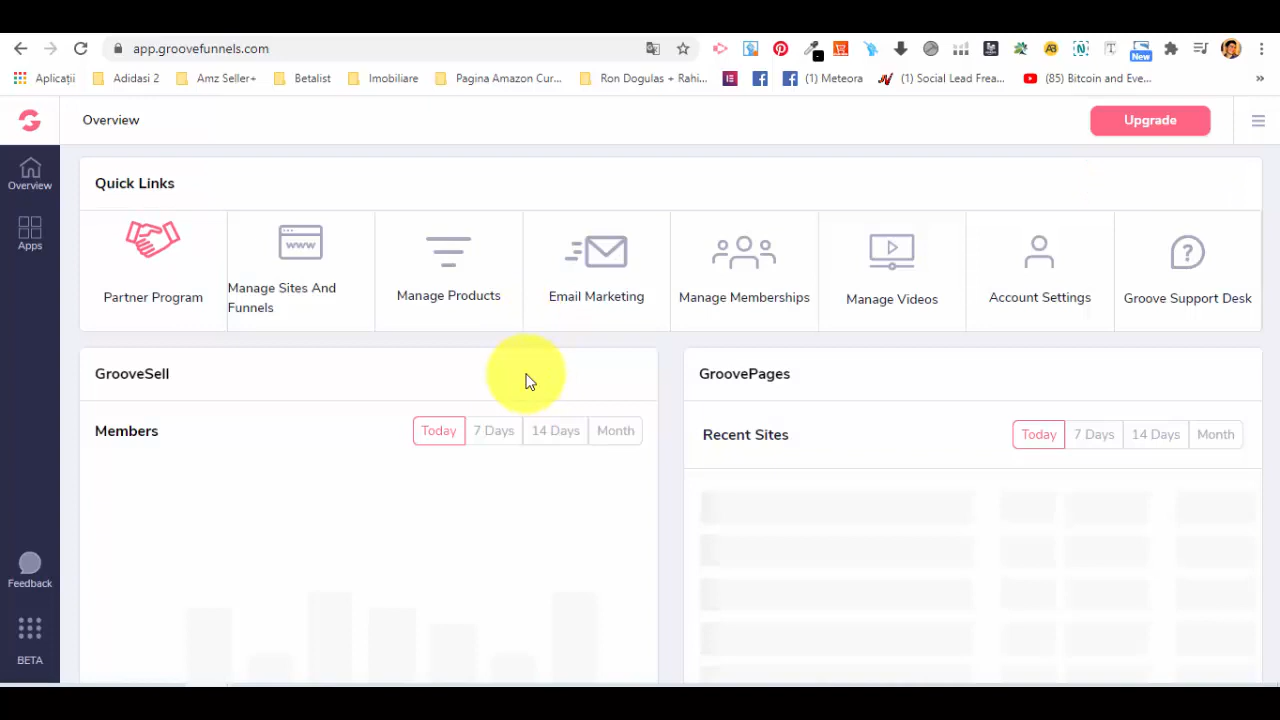 app.groovefunnels.com
New
Aplicații
Adidasi 2
Amz Seller+
Betalist
Imobiliare
Pagina Amazon Cur...
Ron Dogulas + Rahi...
(1) Meteora
(1) Social Lead Frea...
(85) Bitcoin and Eve...
»
Overview
Upgrade
Overview
Apps
Feedback
BETA
Quick Links
Partner Program
www
Manage Sites And
Funnels
Manage Products
Email Marketing
Manage Memberships
Manage Videos
Account Settings
?
Groove Support Desk
GrooveSell
Members
Today
7 Days
14 Days
Month
GroovePages
Recent Sites
Today
7 Days
14 Days
Month